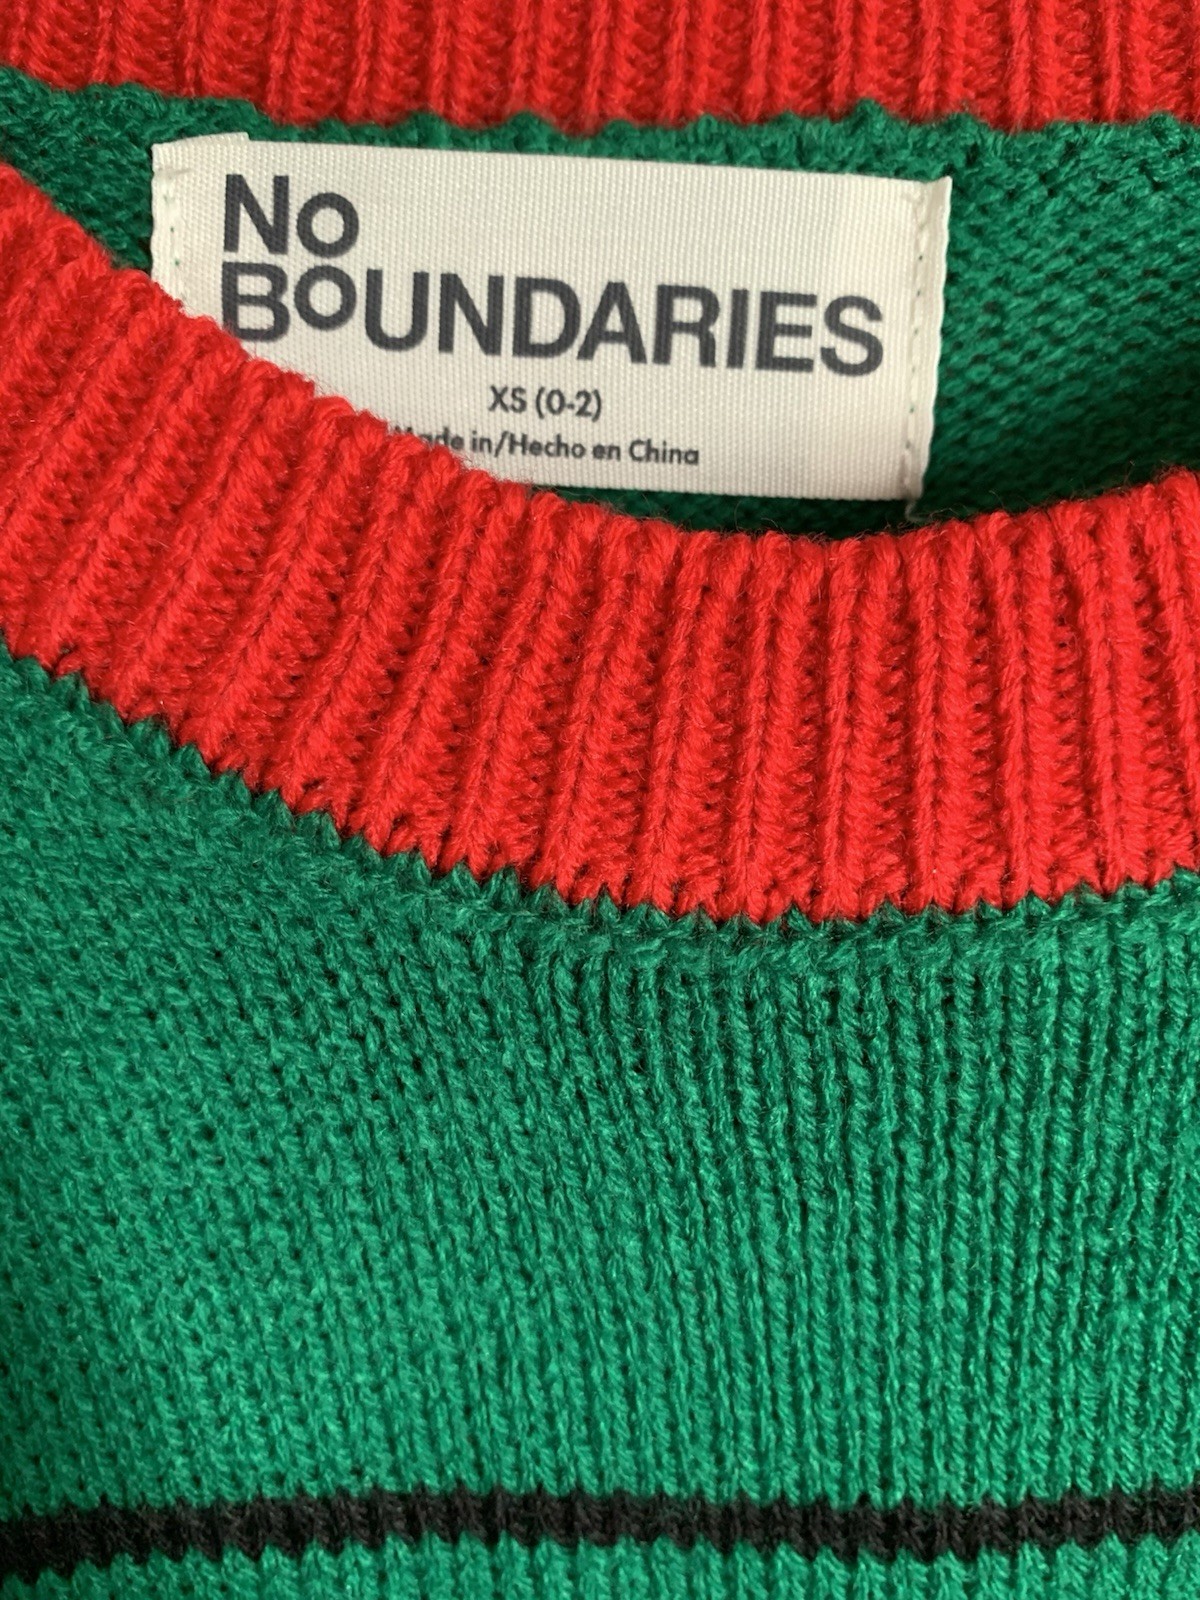 No
BoUNDARIES
XS (0-2)
Made in/Hecho en China